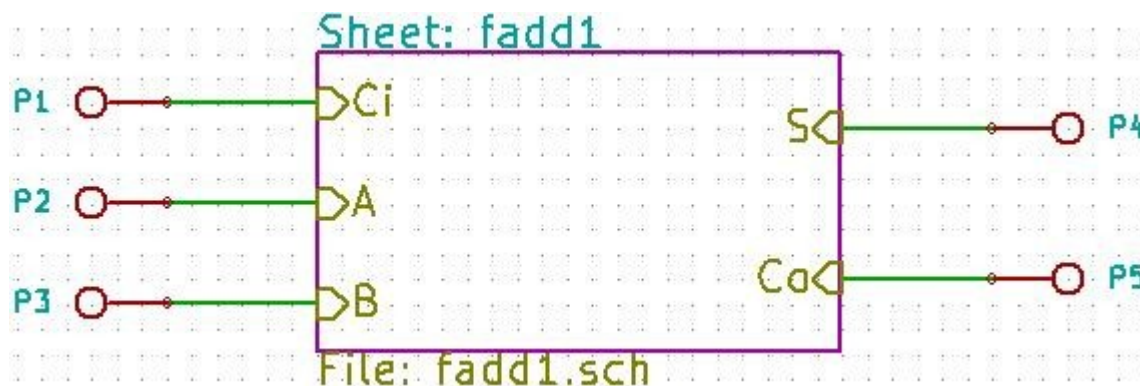 Sheet: fadd1
P1
Ci
S
P4
P2
A
Co
P5
P3
B
File: fadd1.sch